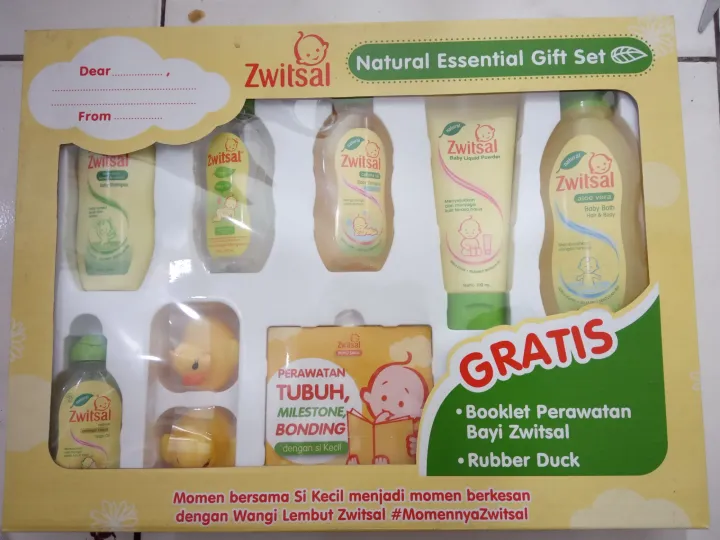 Dear.................. ,
From ................
Zwitsal
Natural Essential Gift Set
Zwitsal
Zwitsal
Zwitsal
Zwitsal
Baby Liquid Powder
Zwitsal
Baby Bath
Hair & Body
Zwitsal
Zwitsal
PERAWATAN
TUBUH,
MILESTONE,
BONDING
dengan si Kecil
GRATIS
• Booklet Perawatan
Bayi Zwitsal
• Rubber Duck
Momen bersama Si Kecil menjadi momen berkesan
dengan Wangi Lembut Zwitsal #MomennyaZwitsal